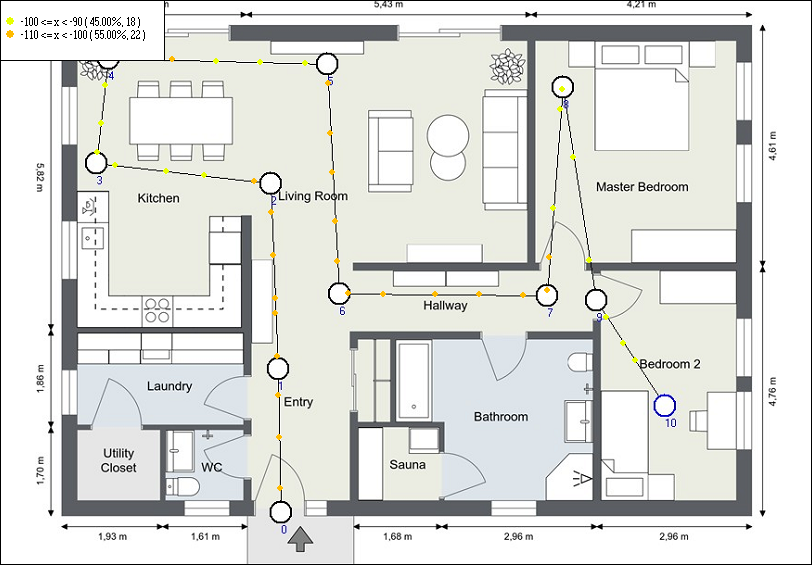 -100 <= x < -90 ( 45.00%, 18 )
-110 <= x < -100 ( 55.00%, 22 )
m
5,43 m
4,21 m
4
5
8
3
2
Kitchen
Living Room
Master Bedroom
5,82 m
4,61 m
6
Hallway
7
9
1
Laundry
Entry
Bedroom 2
10
1,86 m
4,76 m
Bathroom
Utility
Closet
WC
Sauna
1,70 m
0
1,93 m
1,61 m
1,68 m
2,96 m
2,96 m